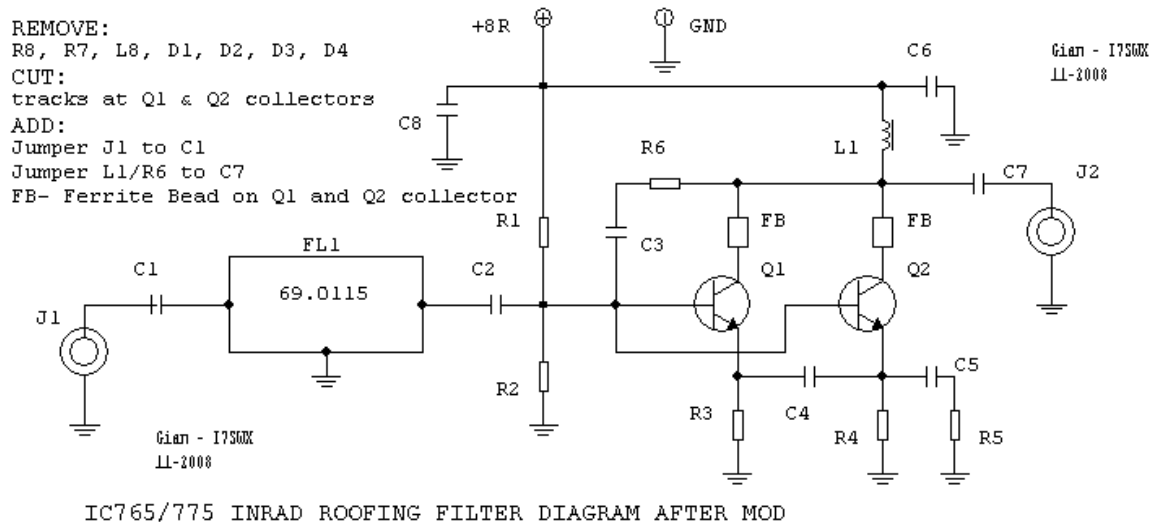 REMOVE:
R8, R7, L8, D1, D2, D3, D4
CUT:
tracks at Q1 & Q2 collectors
ADD:
Jumper J1 to C1
Jumper L1/R6 to C7
FB- Ferrite Bead on Q1 and Q2 collector
+8R
GND
C6
Gian - I7SWX
11-2008
C8
R6
L1
C7
J2
R1
C3
FB
FB
FL1
C1
69.0115
C2
Q1
Q2
J1
R2
C5
R3
C4
R4
R5
Gian - I7SWX
11-2008
IC765/775 INRAD ROOFING FILTER DIAGRAM AFTER MOD